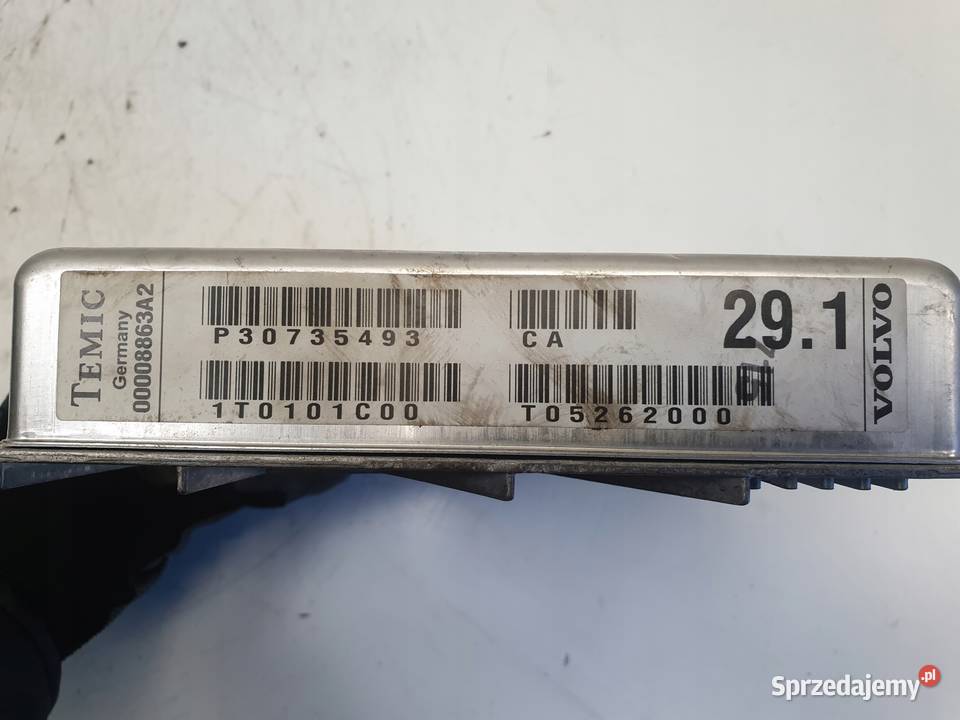 TEMIC
Germany
00008863A2
P30735493
CA
29.1
VOLVO
1T0101C00
T05262000
Sprzedajemy.pl